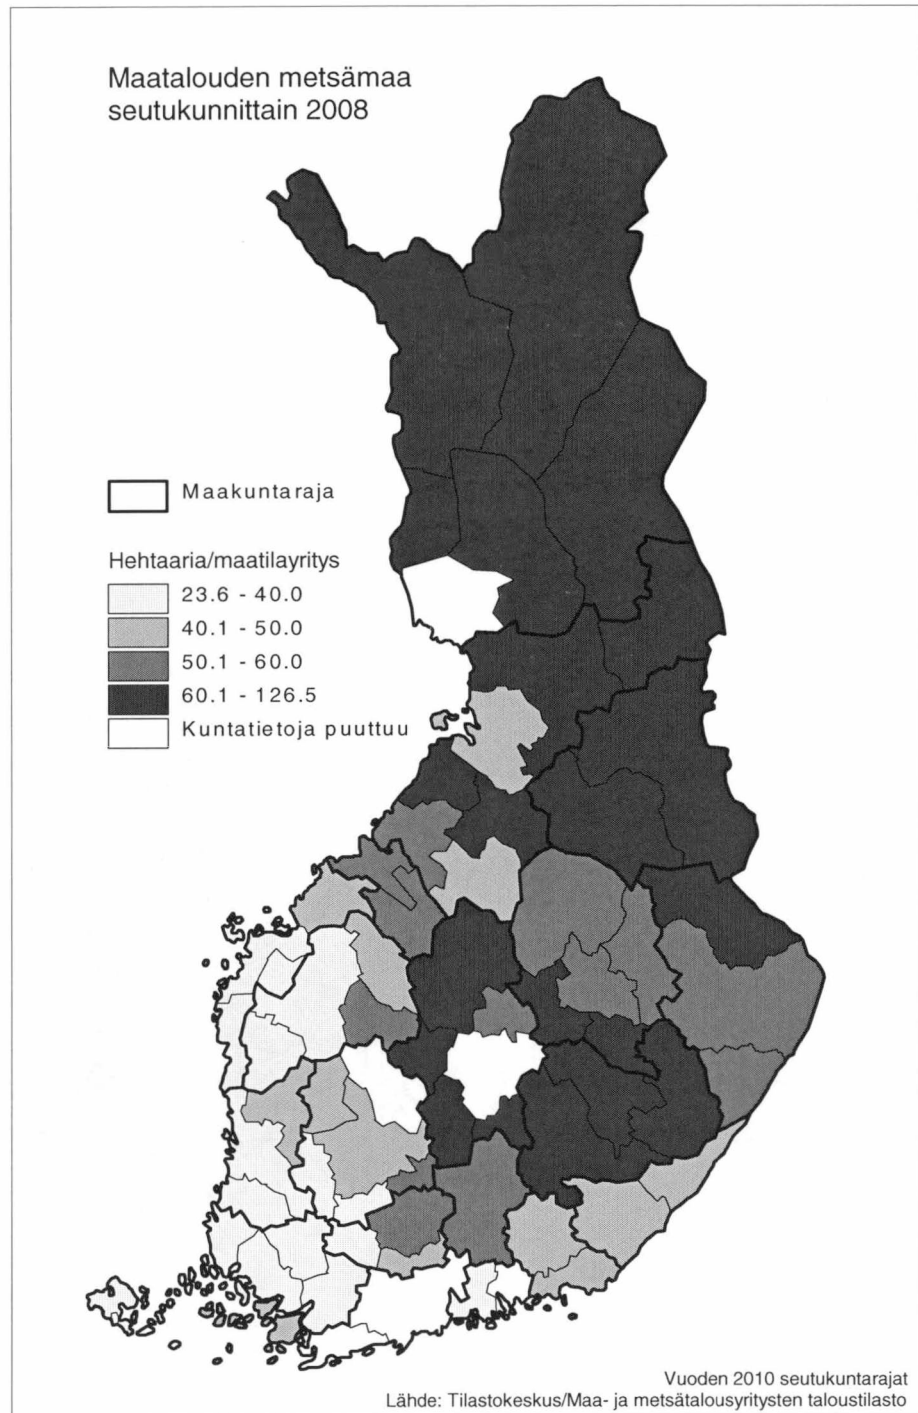 Maatalouden metsämaa
seutukunnittain 2008
Maakuntaraja
Hehtaaria/maatilayritys
23.6 - 40.0
40.1 - 50.0
50.1 - 60.0
60.1 - 126.5
Kuntatietoja puuttuu
Vuoden 2010 seutukuntarajat
Lähde: Tilastokeskus/Maa- ja metsätalousyritysten taloustilasto